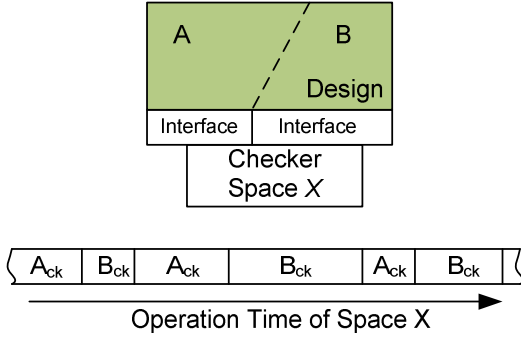 A B
Design
Interface Interface
Checker
Space X
Ack Bck Ack Bck Ack Bck
Operation Time of Space X